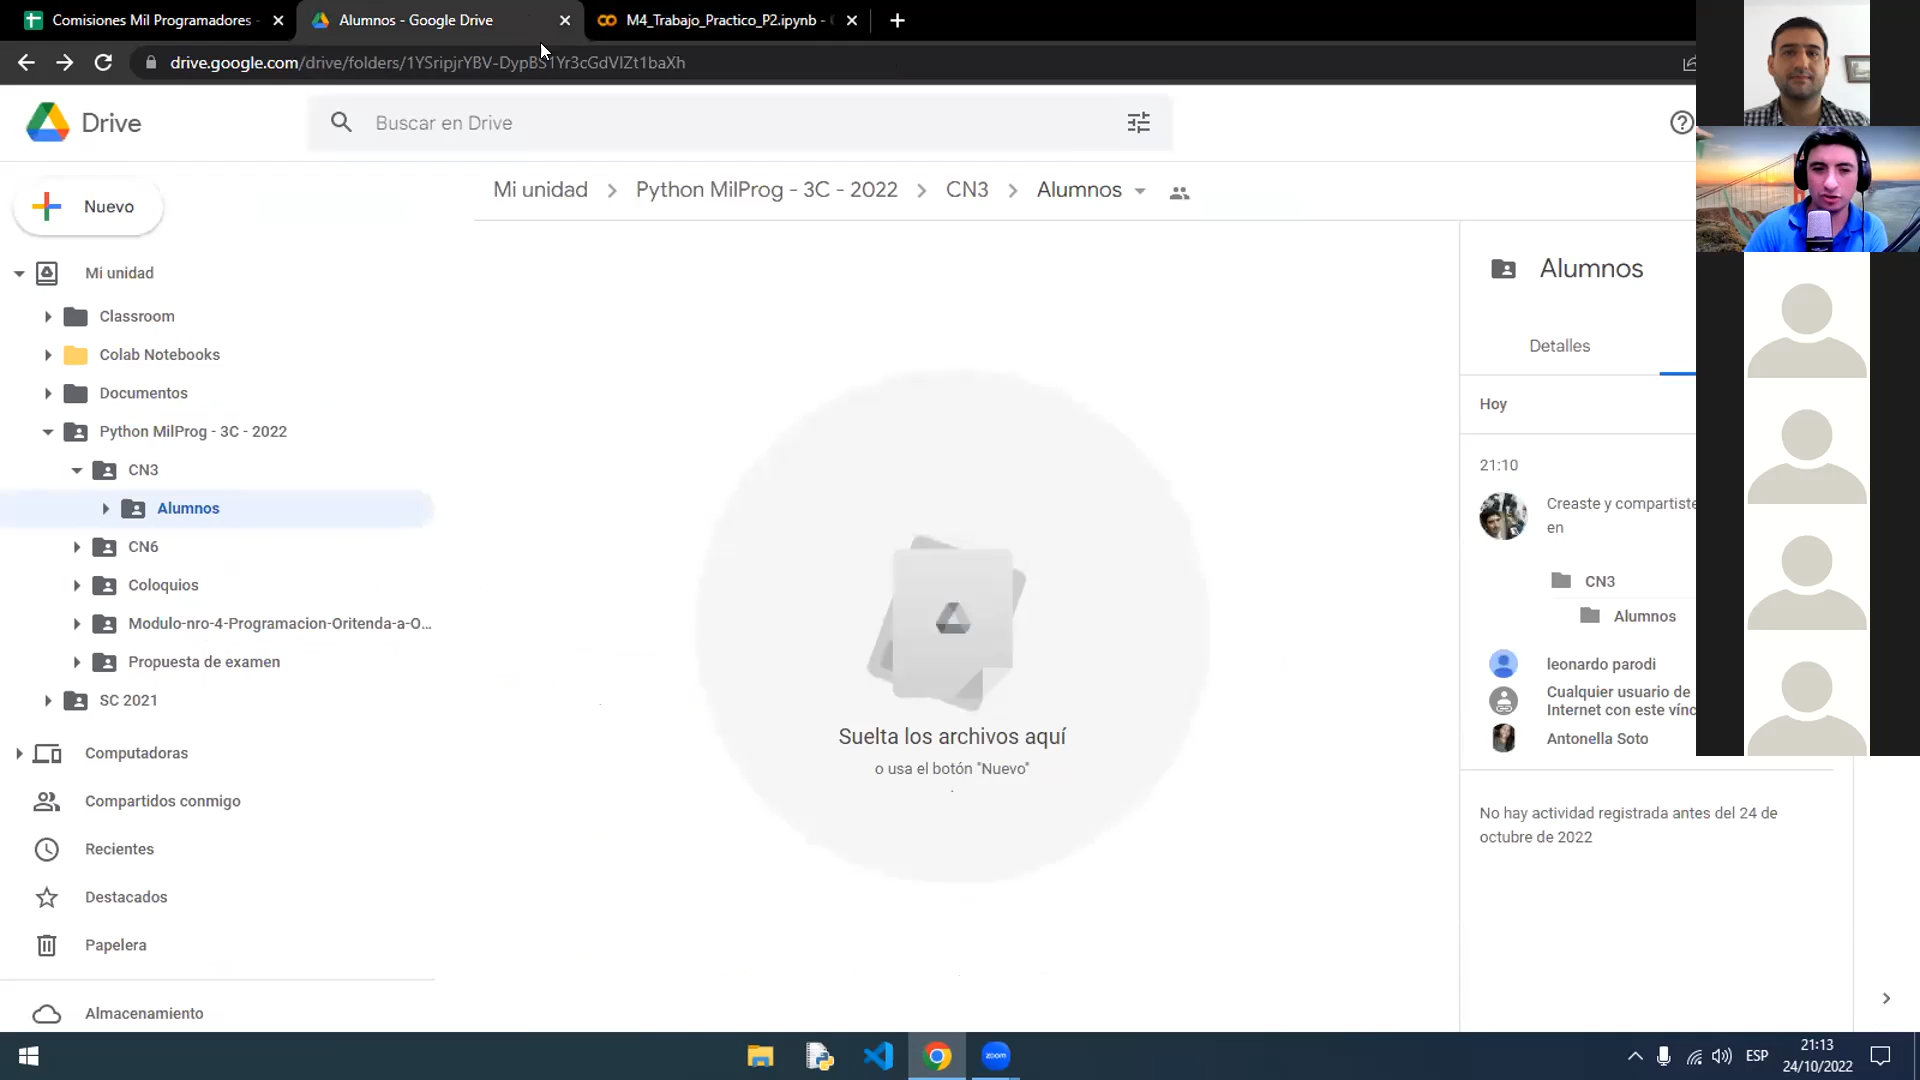 Comisiones Mil Programadores -
Alumnos - Google Drive
M4_Trabajo_Practico_P2.ipynb -
drive.google.com/drive/folders/1YSripjrYBV-DypBS1Yr3cGdVIZt1baXh
Drive
Buscar en Drive
Nuevo
Mi unidad
Python MilProg - 3C - 2022
CN3
Alumnos
Mi unidad
Classroom
Colab Notebooks
Documentos
Python MilProg - 3C - 2022
CN3
Alumnos
CN6
Coloquios
Modulo-nro-4-Programacion-Oritenda-a-O...
Propuesta de examen
SC 2021
Computadoras
Compartidos conmigo
Recientes
Destacados
Papelera
Almacenamiento
Suelta los archivos aquí
o usa el botón "Nuevo"
Alumnos
Detalles
Hoy
21:10
Creaste y compartiste
en
CN3
Alumnos
leonardo parodi
Cualquier usuario de
Internet con este vínc
Antonella Soto
No hay actividad registrada antes del 24 de
octubre de 2022
zoom
ESP
21:13
24/10/2022